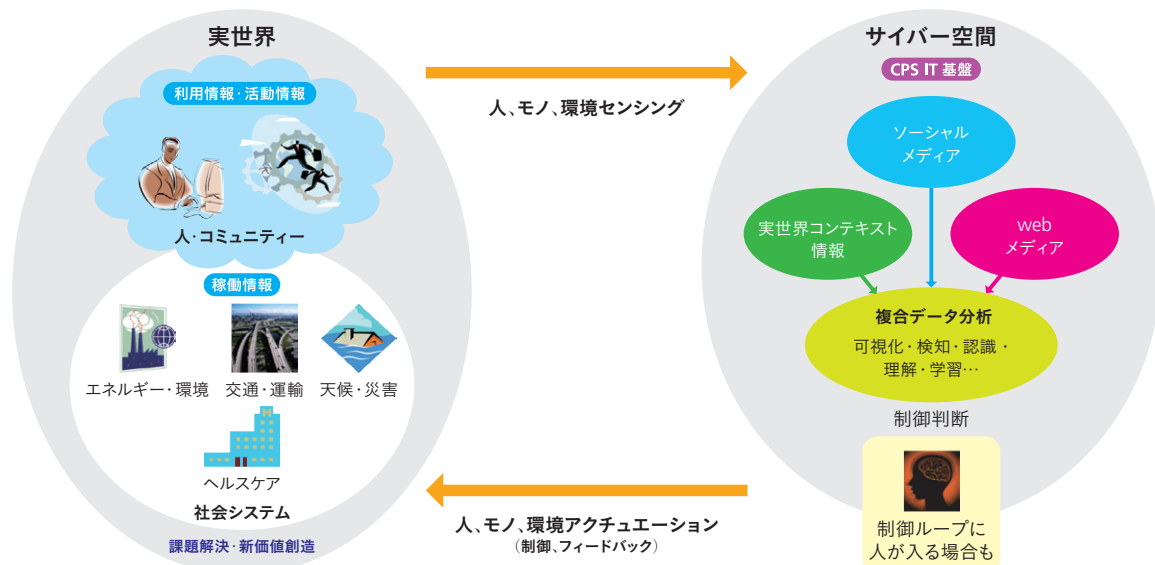 実世界
利用情報・活動情報
人・コミュニティー
稼働情報
エネルギー・環境
交通・運輸
天候・災害
ヘルスケア
社会システム
課題解決・新価値創造
人、モノ、環境センシング
人、モノ、環境アクチュエーション
（制御、フィードバック）
サイバー空間
CPS IT 基盤
ソーシャル
メディア
実世界コンテキスト
情報
web
メディア
複合データ分析
可視化・検知・認識・
理解・学習…
制御判断
制御ループに
人が入る場合も